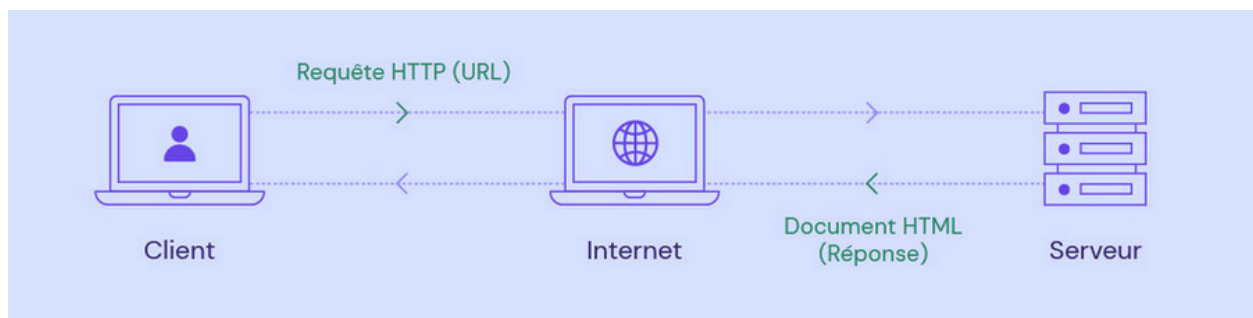 Requête HTTP (URL)
Document HTML
(Réponse)
Client
Internet
Serveur